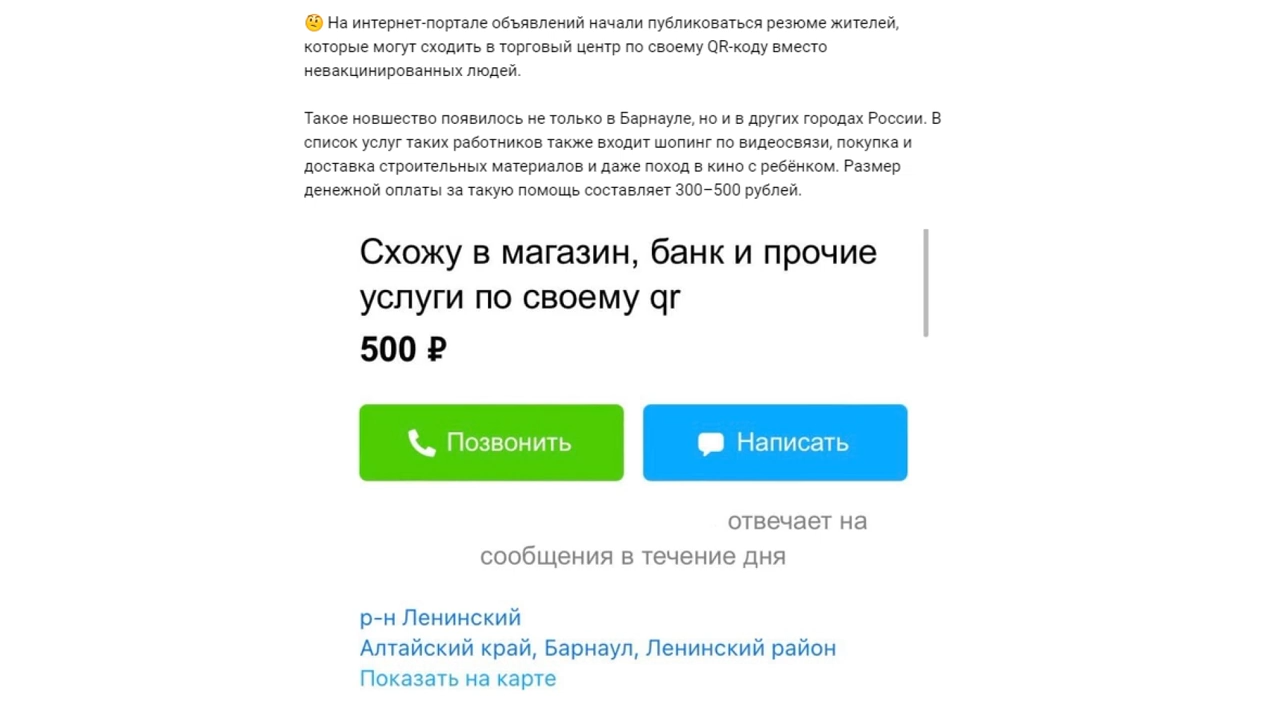 🤨 На интернет-портале объявлений начали публиковаться резюме жителей,
которые могут сходить в торговый центр по своему QR-коду вместо
невакцинированных людей.
Такое новшество появилось не только в Барнауле, но и в других городах России. В
список услуг таких работников также входит шопинг по видеосвязи, покупка и
доставка строительных материалов и даже поход в кино с ребёнком. Размер
денежной оплаты за такую помощь составляет 300–500 рублей.
Схожу в магазин, банк и прочие
услуги по своему qr
500 ₽
Позвонить
Написать
отвечает на
сообщения в течение дня
р-н Ленинский
Алтайский край, Барнаул, Ленинский район
Показать на карте